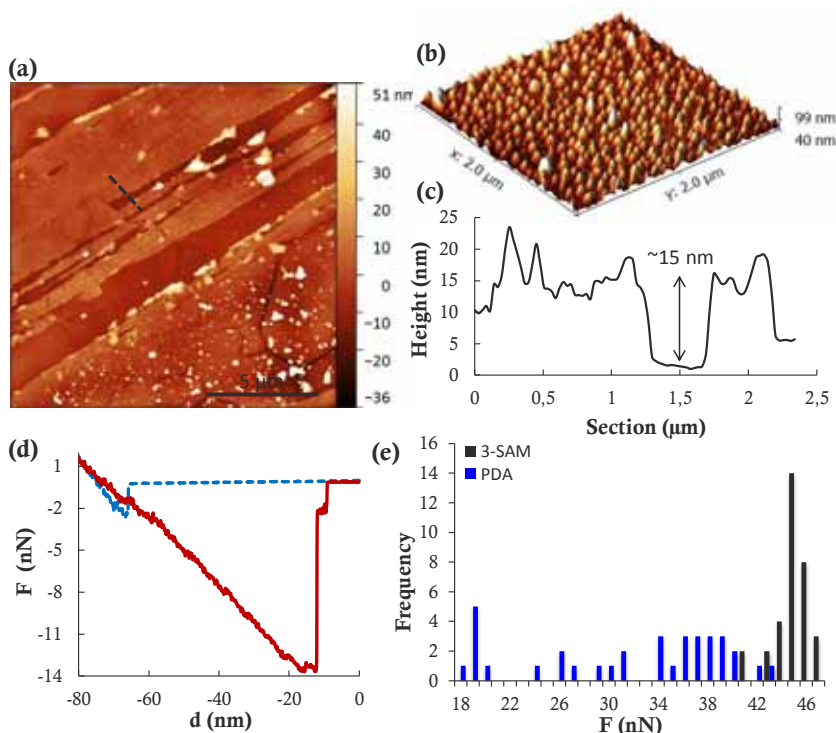 (a)
51 nm
40
30
20
10
0
−10
−20
−36
5 µm
(b)
99 nm
40 nm
x: 2.0 µm
y: 2.0 µm
(c)
Height (nm)
25
20
15
10
5
0
~15 nm
0 0,5 1 1,5 2 2,5
Section (µm)
(d)
F (nN)
1
-2
-5
-8
-11
-14
-80 -60 -40 -20 0
d (nm)
(e)
3-SAM
PDA
Frequency
16
14
12
10
8
6
4
2
0
18 22 26 30 34 38 42 46
F (nN)